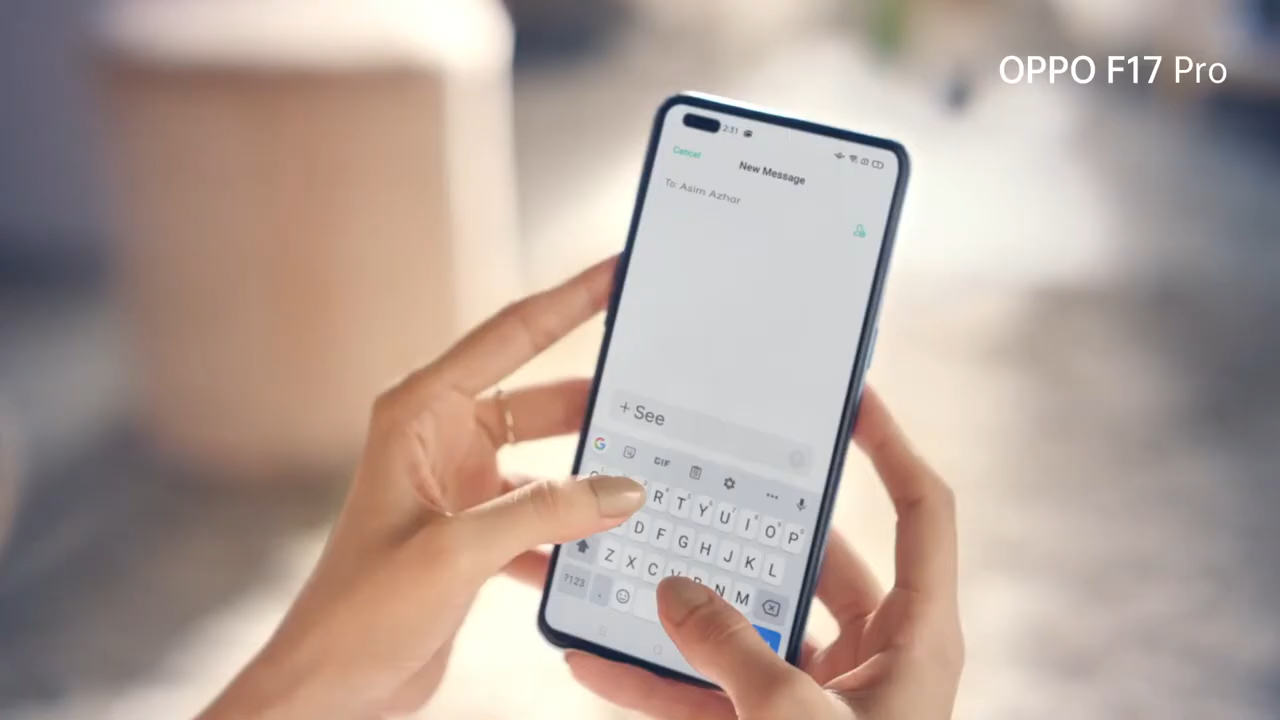 OPPO F17 Pro
2:31
Cancel
New Message
To: Asim Azhar
+ See
GIF
R T Y U I O P
D F G H J K L
Z X C V B N M
?123 .